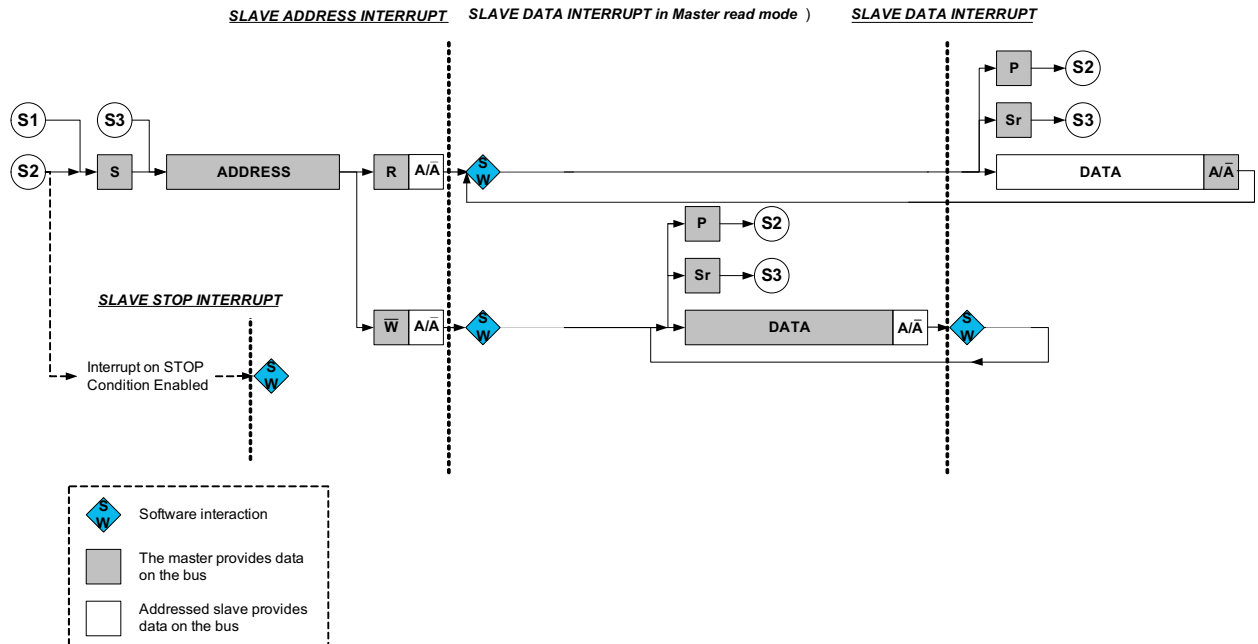 SLAVE ADDRESS INTERRUPT
SLAVE DATA INTERRUPT in Master read mode )
SLAVE DATA INTERRUPT
P
S2
S1
S3
Sr
S3
S2
S
ADDRESS
R
A/A̅
S
W
DATA
A/A̅
P
S2
Sr
S3
SLAVE STOP INTERRUPT
W̅
A/A̅
S
W
DATA
A/A̅
S
W
Interrupt on STOP
Condition Enabled
S
W
S
W
Software interaction
The master provides data
on the bus
Addressed slave provides
data on the bus